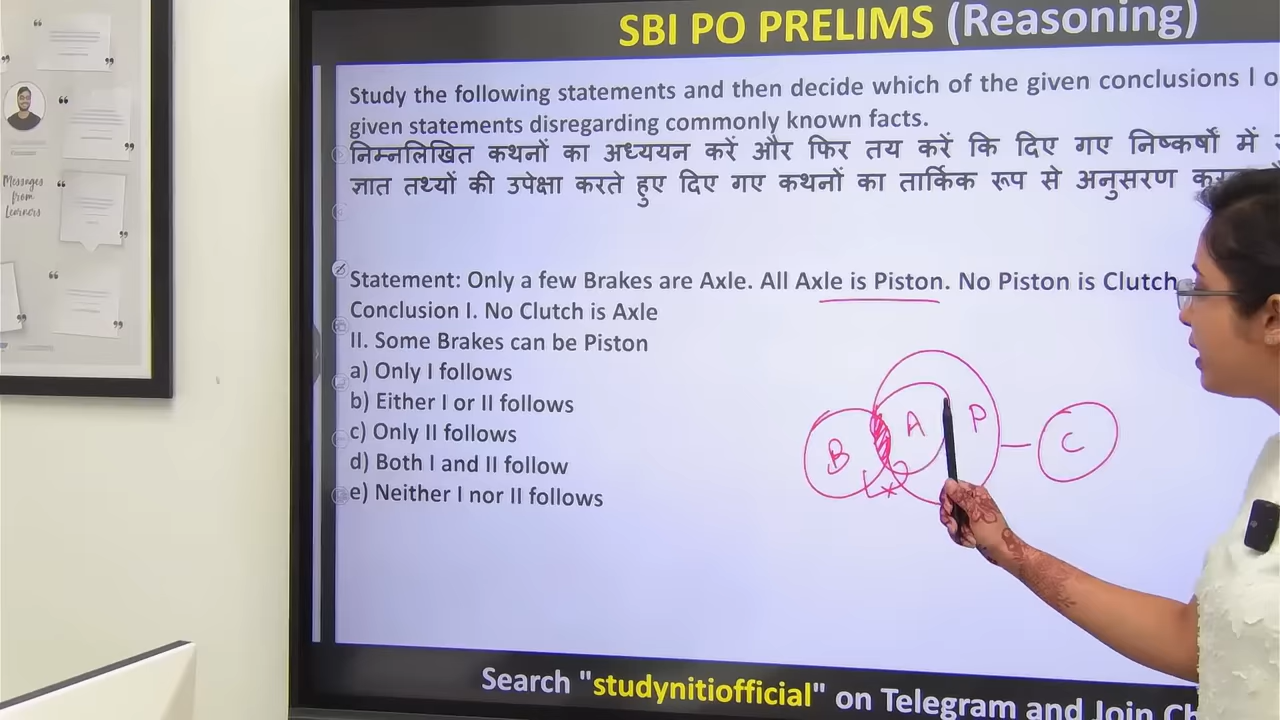 Messages
from
Learners
SBI PO PRELIMS (Reasoning)
Study the following statements and then decide which of the given conclusions I
given statements disregarding commonly known facts.
निम्नलिखित कथनों का अध्ययन करें और फिर तय करें कि दिए गए निष्कर्षों में
ज्ञात तथ्यों की उपेक्षा करते हुए दिए गए कथनों का तार्किक रूप से अनुसरण
Statement: Only a few Brakes are Axle. All Axle is Piston. No Piston is Clutch
Conclusion I. No Clutch is Axle
II. Some Brakes can be Piston
a) Only I follows
b) Either I or II follows
c) Only II follows
d) Both I and II follow
e) Neither I nor II follows
B A P C
Search "studynitiofficial" on Telegram and Join